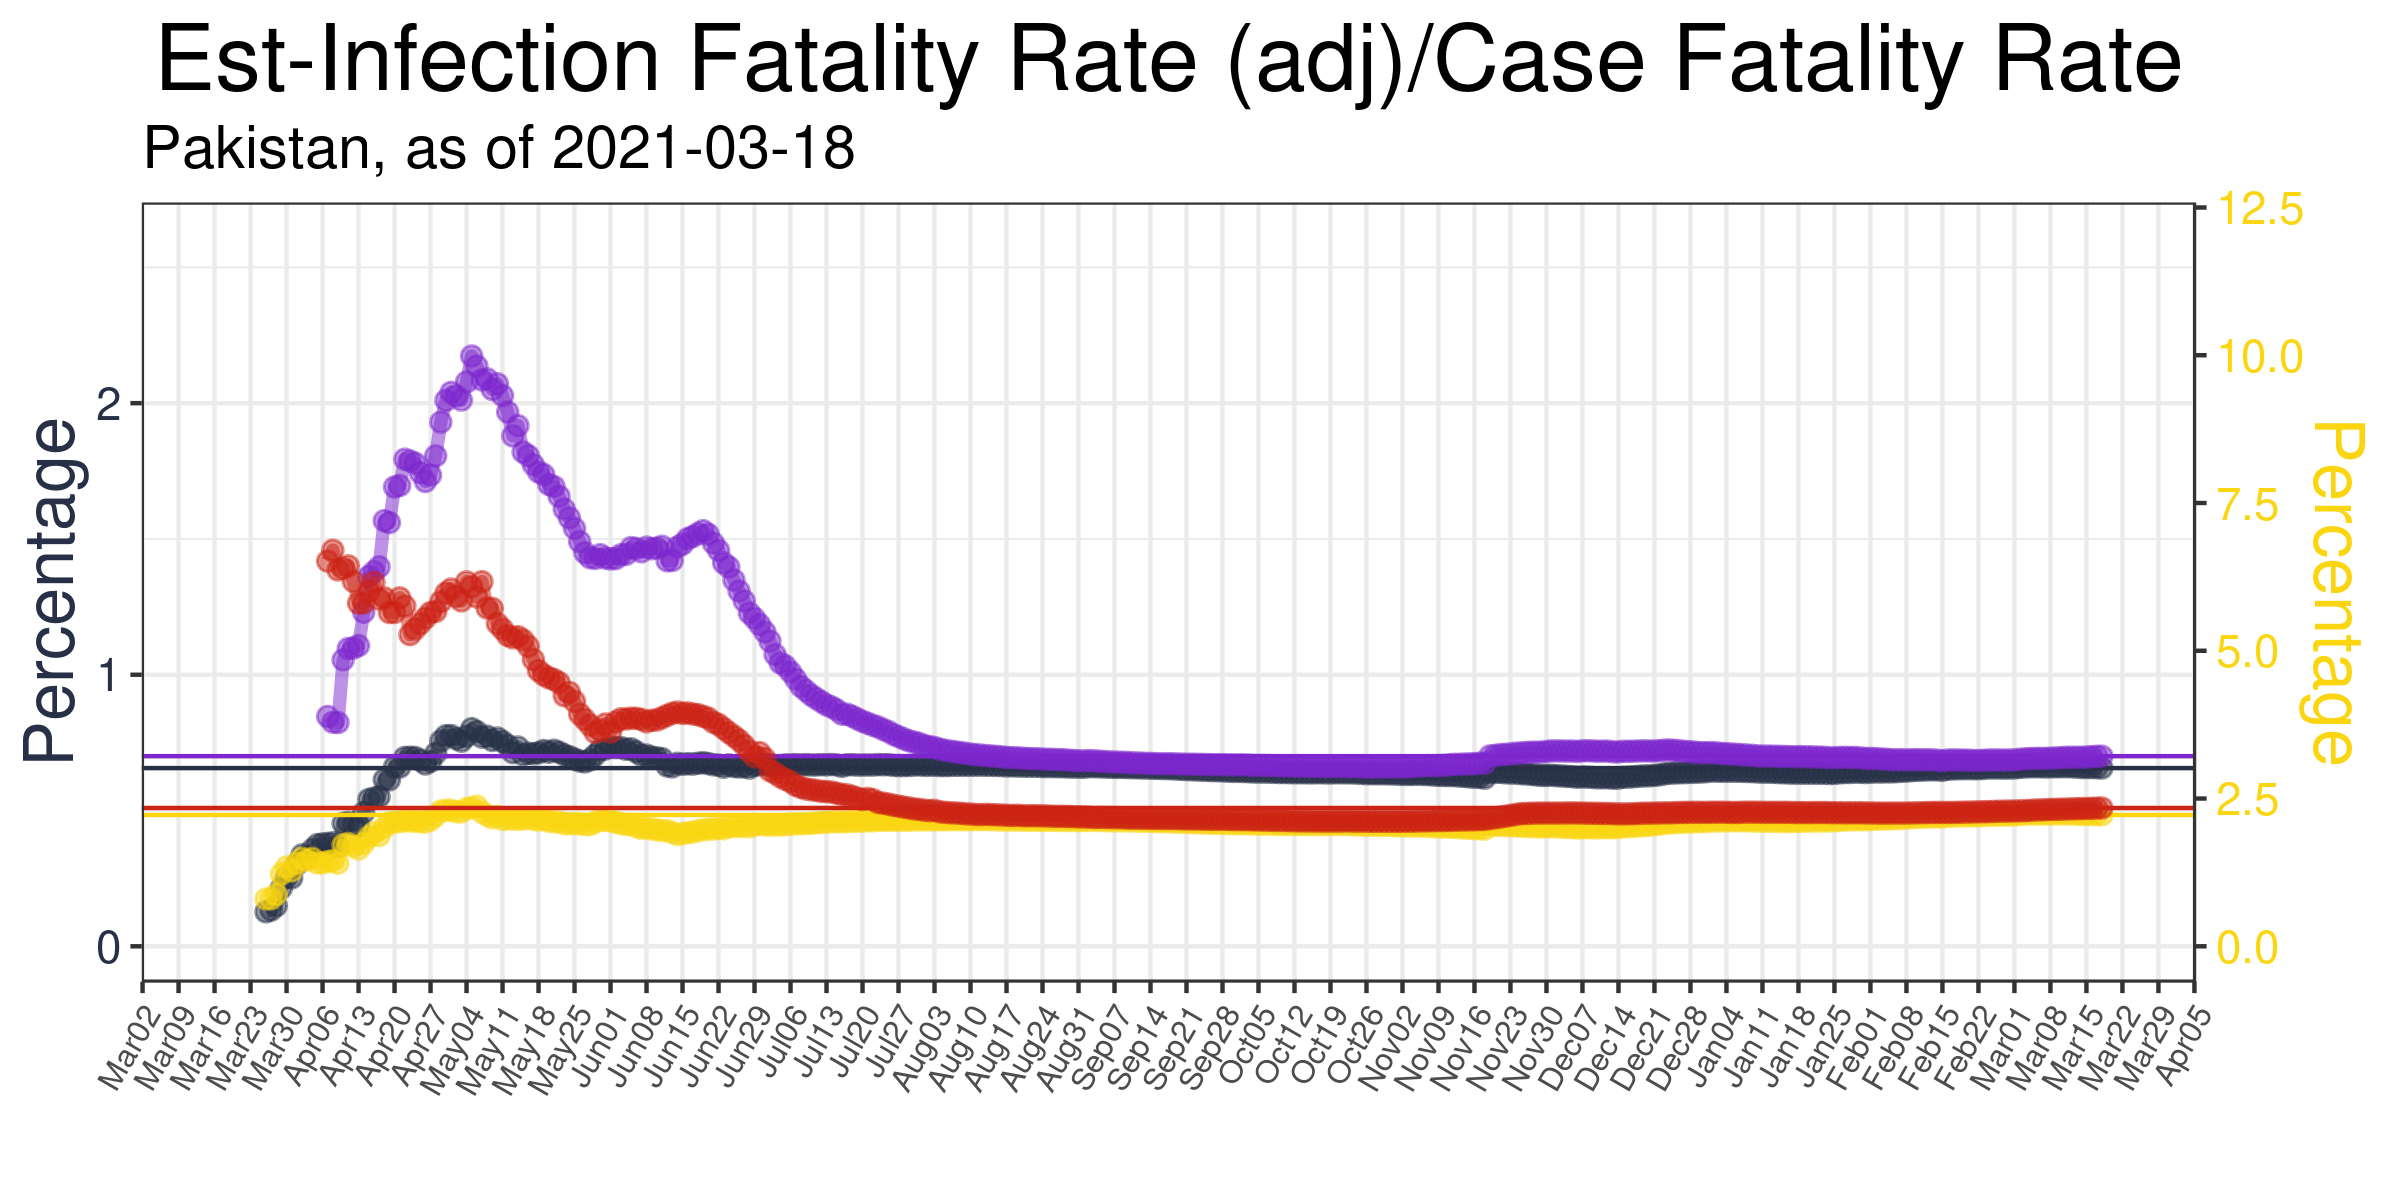 Est-Infection Fatality Rate (adj)/Case Fatality Rate
Pakistan, as of 2021-03-18
Percentage
2
1
0
12.5
10.0
7.5
5.0
2.5
0.0
Percentage
Mar02 Mar09 Mar16 Mar23 Mar30 Apr06 Apr13 Apr20 Apr27 May04 May11 May18 May25 Jun01 Jun08 Jun15 Jun22 Jun29 Jul06 Jul13 Jul20 Jul27 Aug03 Aug10 Aug17 Aug24 Aug31 Sep07 Sep14 Sep21 Sep28 Oct05 Oct12 Oct19 Oct26 Nov02 Nov09 Nov16 Nov23 Nov30 Dec07 Dec14 Dec21 Dec28 Jan04 Jan11 Jan18 Jan25 Feb01 Feb08 Feb15 Feb22 Mar01 Mar08 Mar15 Mar22 Mar29 Apr05